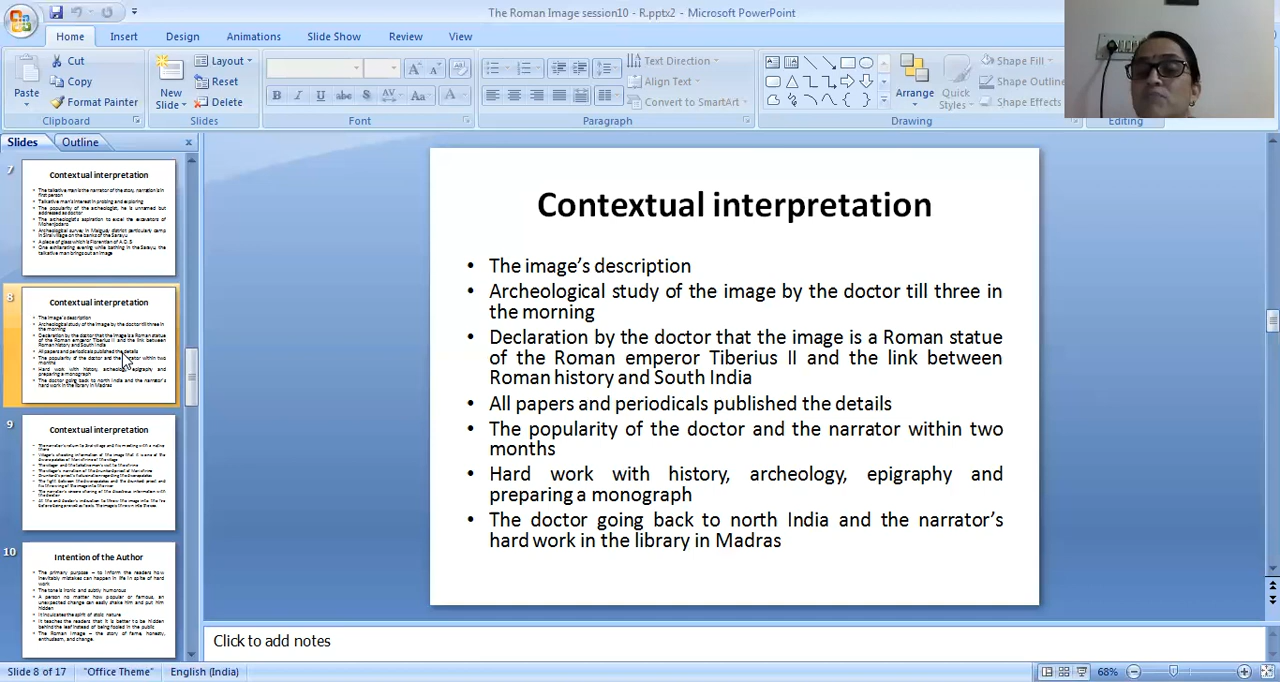 The Roman Image session10 - R.pptx2 - Microsoft PowerPoint
Home Insert Design Animations Slide Show Review View
Cut
Copy
Format Painter
Paste
Clipboard
New
Slide
Layout
Reset
Delete
Slides
B I U abe S AV Aa A
Font
Text Direction
Align Text
Convert to SmartArt
Paragraph
Arrange
Quick
Styles
Shape Fill
Shape Outline
Shape Effects
Drawing
Editing
Slides Outline
7
Contextual interpretation
8
Contextual interpretation
9
Contextual interpretation
10
Intention of the Author
Contextual interpretation
• The image’s description
• Archeological study of the image by the doctor till three in
the morning
• Declaration by the doctor that the image is a Roman statue
of the Roman emperor Tiberius II and the link between
Roman history and South India
• All papers and periodicals published the details
• The popularity of the doctor and the narrator within two
months
• Hard work with history, archeology, epigraphy and
preparing a monograph
• The doctor going back to north India and the narrator’s
hard work in the library in Madras
Click to add notes
Slide 8 of 17 "Office Theme" English (India) 68%